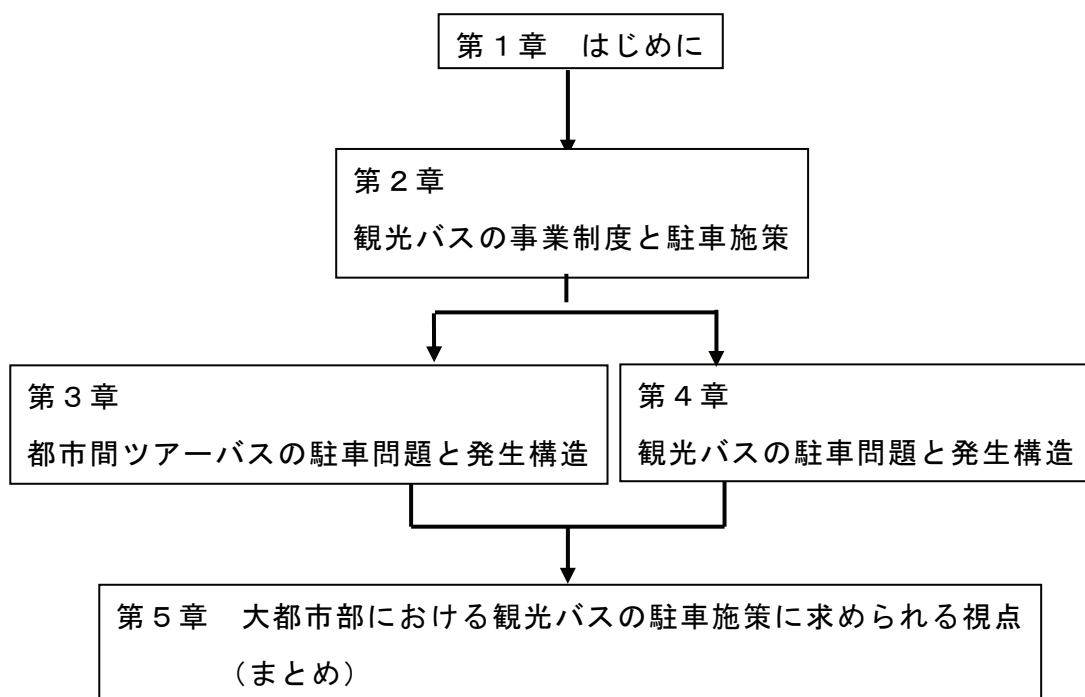 第1章　はじめに
第2章
観光バスの事業制度と駐車施策
第3章
都市間ツアーバスの駐車問題と発生構造
第4章
観光バスの駐車問題と発生構造
第5章　大都市部における観光バスの駐車施策に求められる視点
（まとめ）